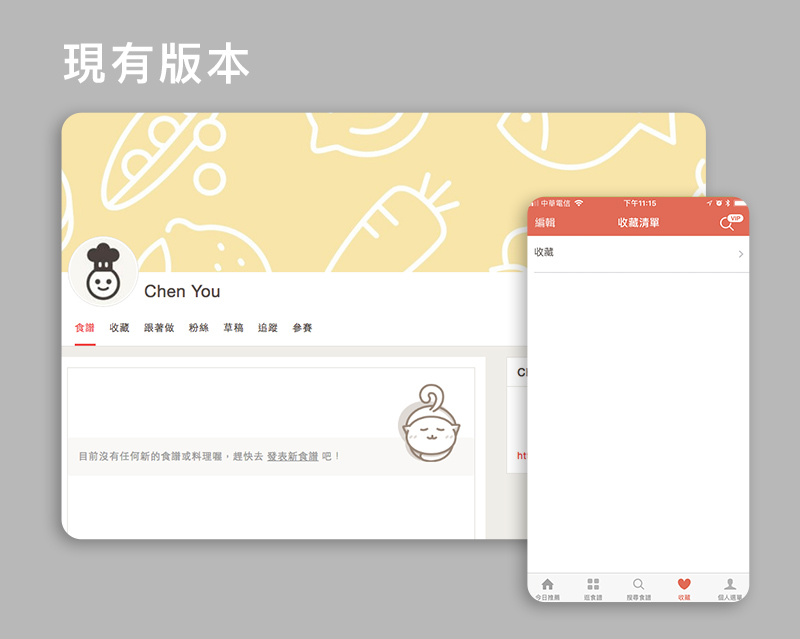 現有版本
Chen You
食譜 收藏 跟著做 粉絲 草稿 追蹤 參賽
目前沒有任何新的食譜或料理喔，趕快去 發表新食譜 吧！
中華電信 下午11:15
編輯 收藏清單 VIP
收藏
今日推薦 逛食譜 搜尋食譜 收藏 個人選單